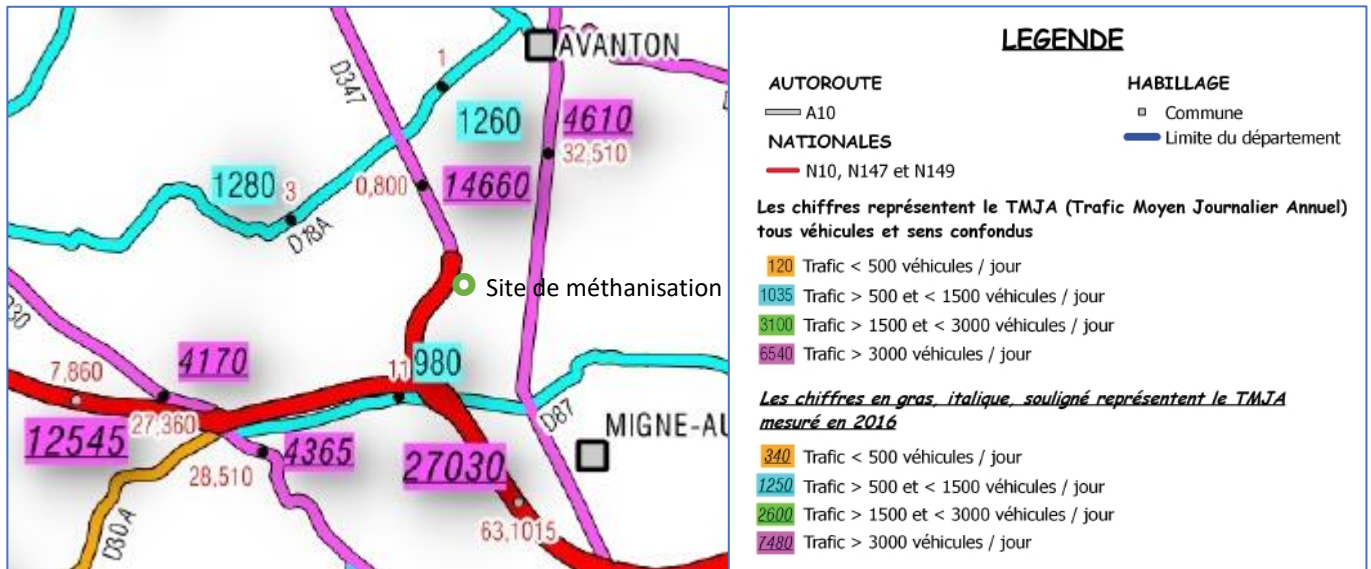 AVANTON
1
D347
1260
4610
32,510
1280
3
0,800
14660
D18A
Site de méthanisation
4170
11
980
7,860
27,360
12545
4365
28,510
27030
D87
MIGNE-AU
D30A
63,1015
LEGENDE
AUTOROUTE
A10
NATIONALES
N10, N147 et N149
HABILLAGE
Commune
Limite du département
Les chiffres représentent le TMJA (Trafic Moyen Journalier Annuel)
tous véhicules et sens confondus
120 Trafic < 500 véhicules / jour
1035 Trafic > 500 et < 1500 véhicules / jour
3100 Trafic > 1500 et < 3000 véhicules / jour
6540 Trafic > 3000 véhicules / jour
Les chiffres en gras, italique, souligné représentent le TMJA
mesuré en 2016
340 Trafic < 500 véhicules / jour
1250 Trafic > 500 et < 1500 véhicules / jour
2600 Trafic > 1500 et < 3000 véhicules / jour
7480 Trafic > 3000 véhicules / jour